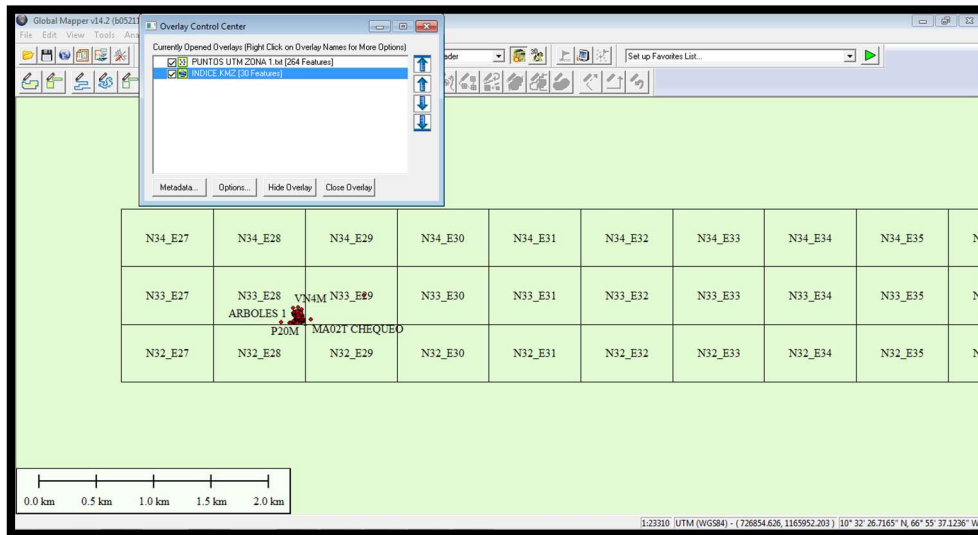 Global Mapper v14.2 (b05211
File Edit View Tools Ana
Overlay Control Center
Currently Opened Overlays (Right Click on Overlay Names for More Options)
PUNTOS UTM ZONA 1.txt [264 Features]
INDICE.KMZ [30 Features]
Metadata... Options... Hide Overlay Close Overlay
ader
Set up Favorites List...
N34_E27 N34_E28 N34_E29 N34_E30 N34_E31 N34_E32 N34_E33 N34_E34 N34_E35 N
N33_E27 N33_E28 VN4M N33_E29 N33_E30 N33_E31 N33_E32 N33_E33 N33_E34 N33_E35 N
ARBOLES 1
P20M MA02T CHEQUEO
N32_E27 N32_E28 N32_E29 N32_E30 N32_E31 N32_E32 N32_E33 N32_E34 N32_E35 N
0.0 km 0.5 km 1.0 km 1.5 km 2.0 km
1:23310 UTM (WGS84) - ( 726854.626, 1165952.203 ) 10° 32' 26.7165" N, 66° 55' 37.1236" W